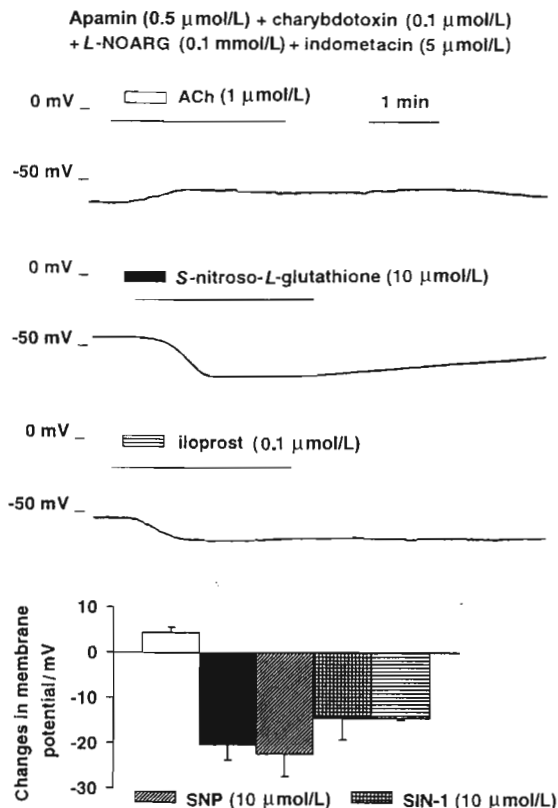 Apamin (0.5 μmol/L) + charybdotoxin (0.1 μmol/L)
+ L-NOARG (0.1 mmol/L) + indometacin (5 μmol/L)
0 mV
ACh (1 μmol/L)
1 min
-50 mV
0 mV
S-nitroso-L-glutathione (10 μmol/L)
-50 mV
0 mV
iloprost (0.1 μmol/L)
-50 mV
Changes in membrane
potential/mV
10
0
-10
-20
-30
SNP (10 μmol/L)
SIN-1 (10 μmol/L)